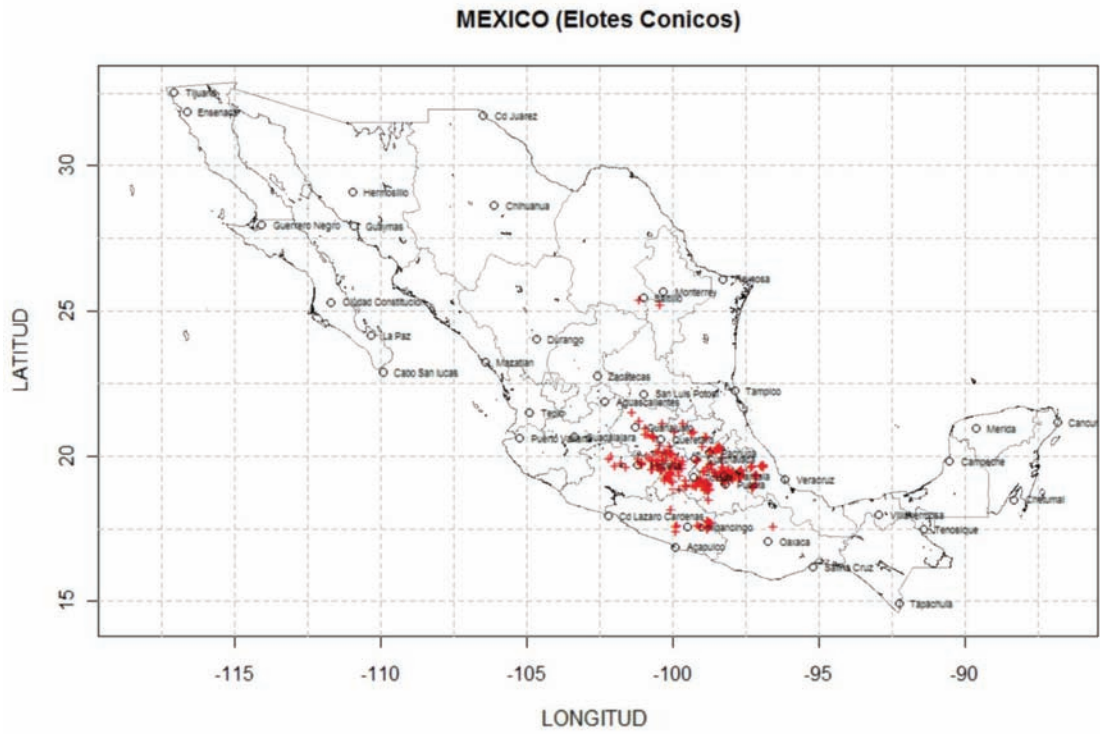 MEXICO (Elotes Conicos)
Tijuana
Ensenada
Cd Juarez
Hermosillo
Chihuahua
Guerrero Negro
Guaymas
Reynosa
Monterrey
Saltillo
Ciudad Constitucion
La Paz
Durango
Mazatlan
Cabo San lucas
Zacatecas
Tampico
San Luis Potosi
Aguascalientes
Tepic
Cancun
Merida
Puerto Vallarta
Guadalajara
Queretaro
Campeche
Pachuca
Veracruz
Puebla
Chetumal
Cd Lazaro Cardenas
Villahermosa
Tenosique
Chilpancingo
Oaxaca
Acapulco
Salina Cruz
Tapachula
30
25
20
15
LATITUD
-115
-110
-105
-100
-95
-90
LONGITUD